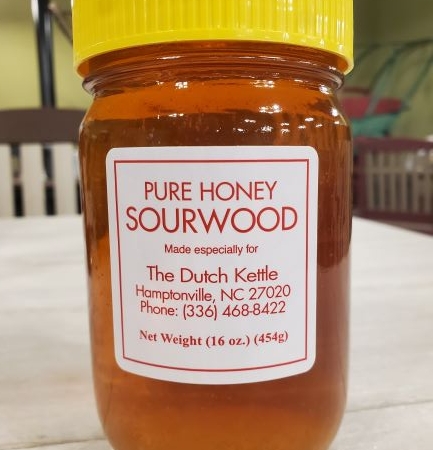 PURE HONEY
SOURWOOD
Made especially for
The Dutch Kettle
Hamptonville, NC 27020
Phone: (336) 468-8422
Net Weight (16 oz.) (454g)